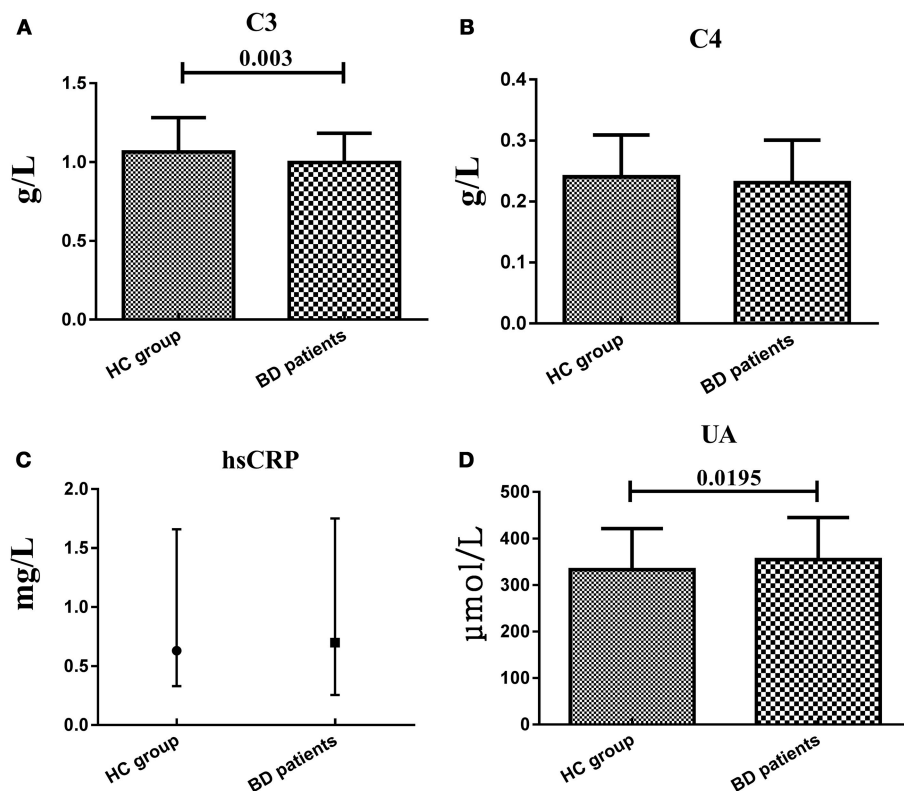 A
C3
0.003
g/L
1.5
1.0
0.5
0.0
HC group
BD patients
B
C4
g/L
0.4
0.3
0.2
0.1
0.0
HC group
BD patients
C
hsCRP
mg/L
2.0
1.5
1.0
0.5
0.0
HC group
BD patients
D
UA
0.0195
µmol/L
500
400
300
200
100
0
HC group
BD patients